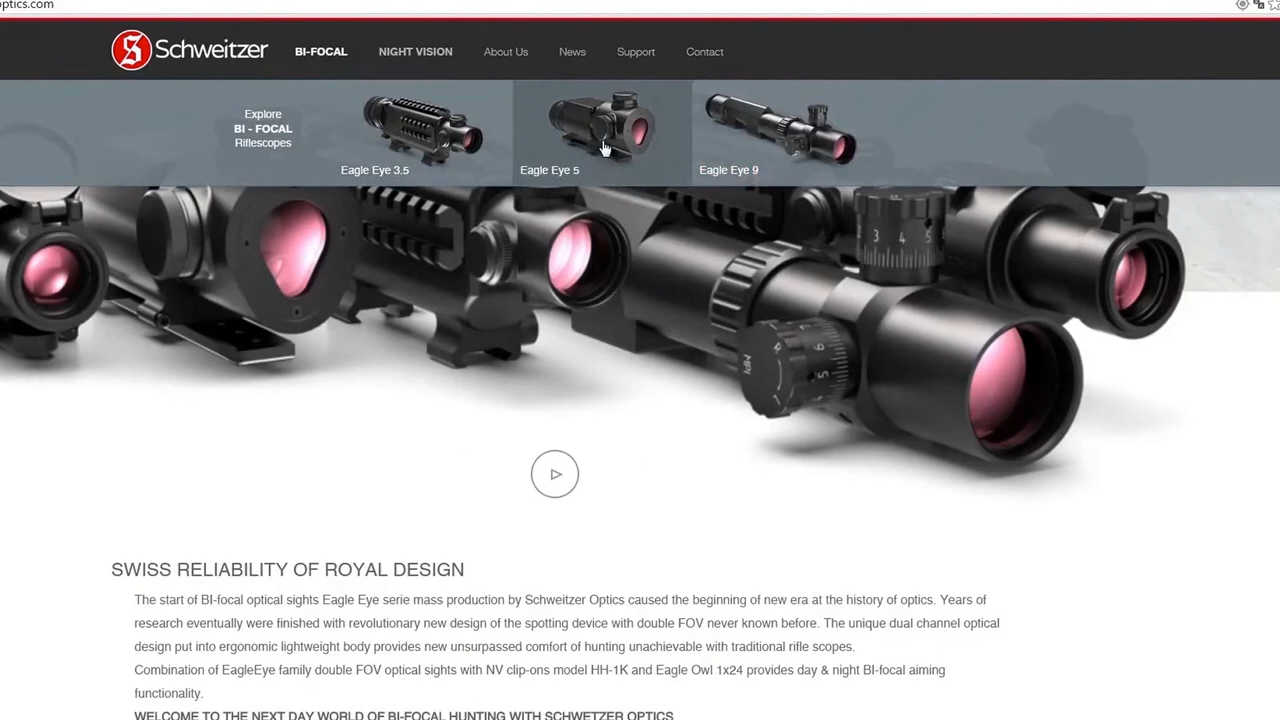 optics.com
Schweitzer BI-FOCAL NIGHT VISION About Us News Support Contact
Explore
BI - FOCAL
Riflescopes
Eagle Eye 3.5 Eagle Eye 5 Eagle Eye 9
3 4 5
MPI 5 6
SWISS RELIABILITY OF ROYAL DESIGN
The start of BI-focal optical sights Eagle Eye serie mass production by Schweitzer Optics caused the beginning of new era at the history of optics. Years of
research eventually were finished with revolutionary new design of the spotting device with double FOV never known before. The unique dual channel optical
design put into ergonomic lightweight body provides new unsurpassed comfort of hunting unachievable with traditional rifle scopes.
Combination of EagleEye family double FOV optical sights with NV clip-ons model HH-1K and Eagle Owl 1x24 provides day & night BI-focal aiming
functionality.
WELCOME TO THE NEXT DAY WORLD OF BI-FOCAL HUNTING WITH SCHWETZER OPTICS